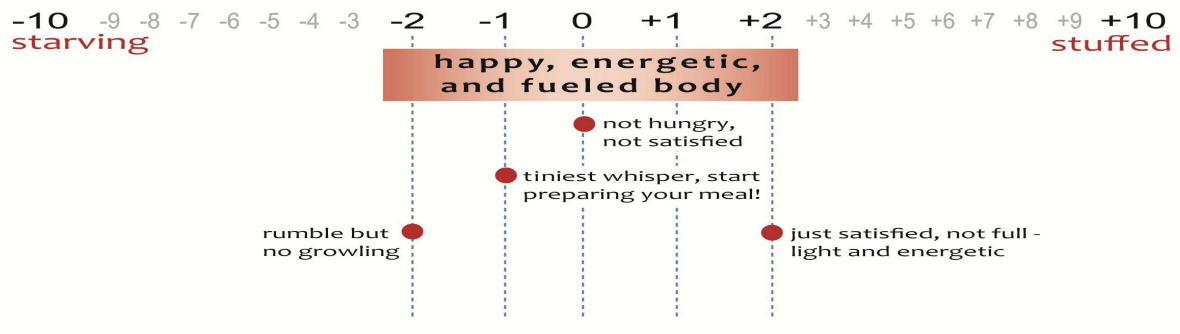 -10 -9 -8 -7 -6 -5 -4 -3 -2 -1 0 +1 +2 +3 +4 +5 +6 +7 +8 +9 +10
starving stuffed
happy, energetic,
and fueled body
not hungry,
not satisfied
tiniest whisper, start
preparing your meal!
rumble but
no growling
just satisfied, not full -
light and energetic